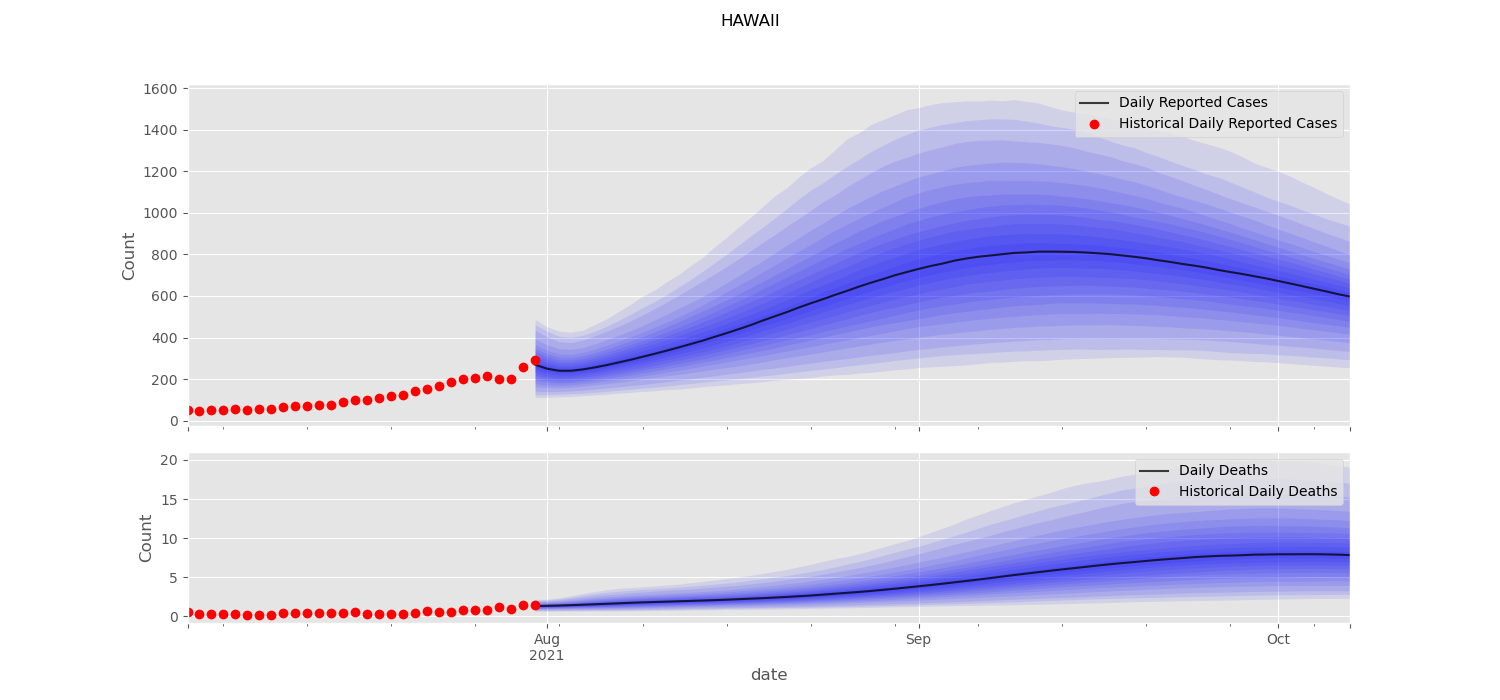 HAWAII
1600
1400
1200
1000
800
600
400
200
0
Count
Daily Reported Cases
Historical Daily Reported Cases
20
15
10
5
0
Count
Daily Deaths
Historical Daily Deaths
Aug
2021
Sep
Oct
date